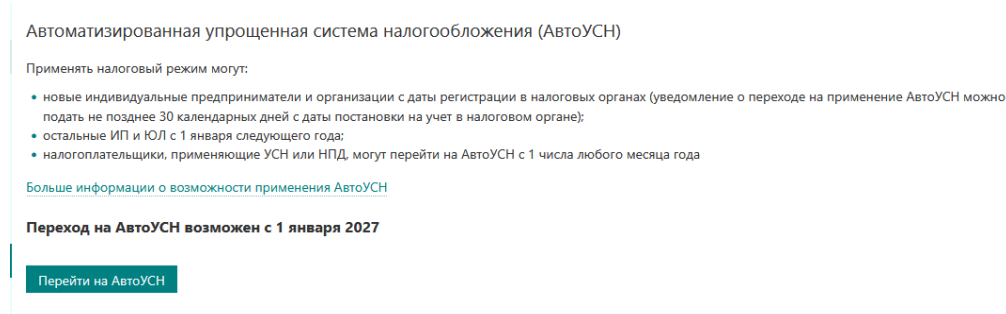 Автоматизированная упрощенная система налогообложения (АвтоУСН)
Применять налоговый режим могут:
• новые индивидуальные предприниматели и организации с даты регистрации в налоговых органах (уведомление о переходе на применение АвтоУСН можно
подать не позднее 30 календарных дней с даты постановки на учет в налоговом органе);
• остальные ИП и ЮЛ с 1 января следующего года;
• налогоплательщики, применяющие УСН или НПД, могут перейти на АвтоУСН с 1 числа любого месяца года
Больше информации о возможности применения АвтоУСН
Переход на АвтоУСН возможен с 1 января 2027
Перейти на АвтоУСН